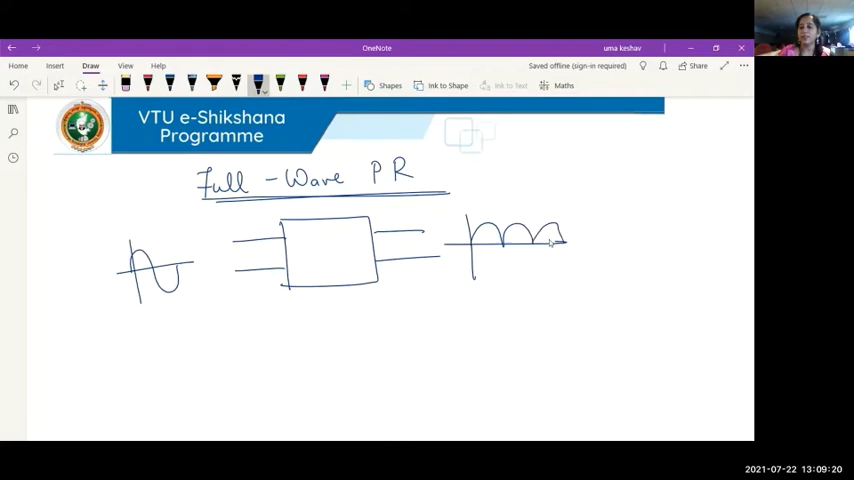 OneNote
uma keshav
Home Insert Draw View Help
Saved offline (sign-in required)
Share
Shapes
Ink to Shape
Ink to Text
Maths
VTU e-Shikshana
Programme
Full-Wave PR
2021-07-22 13:09:20